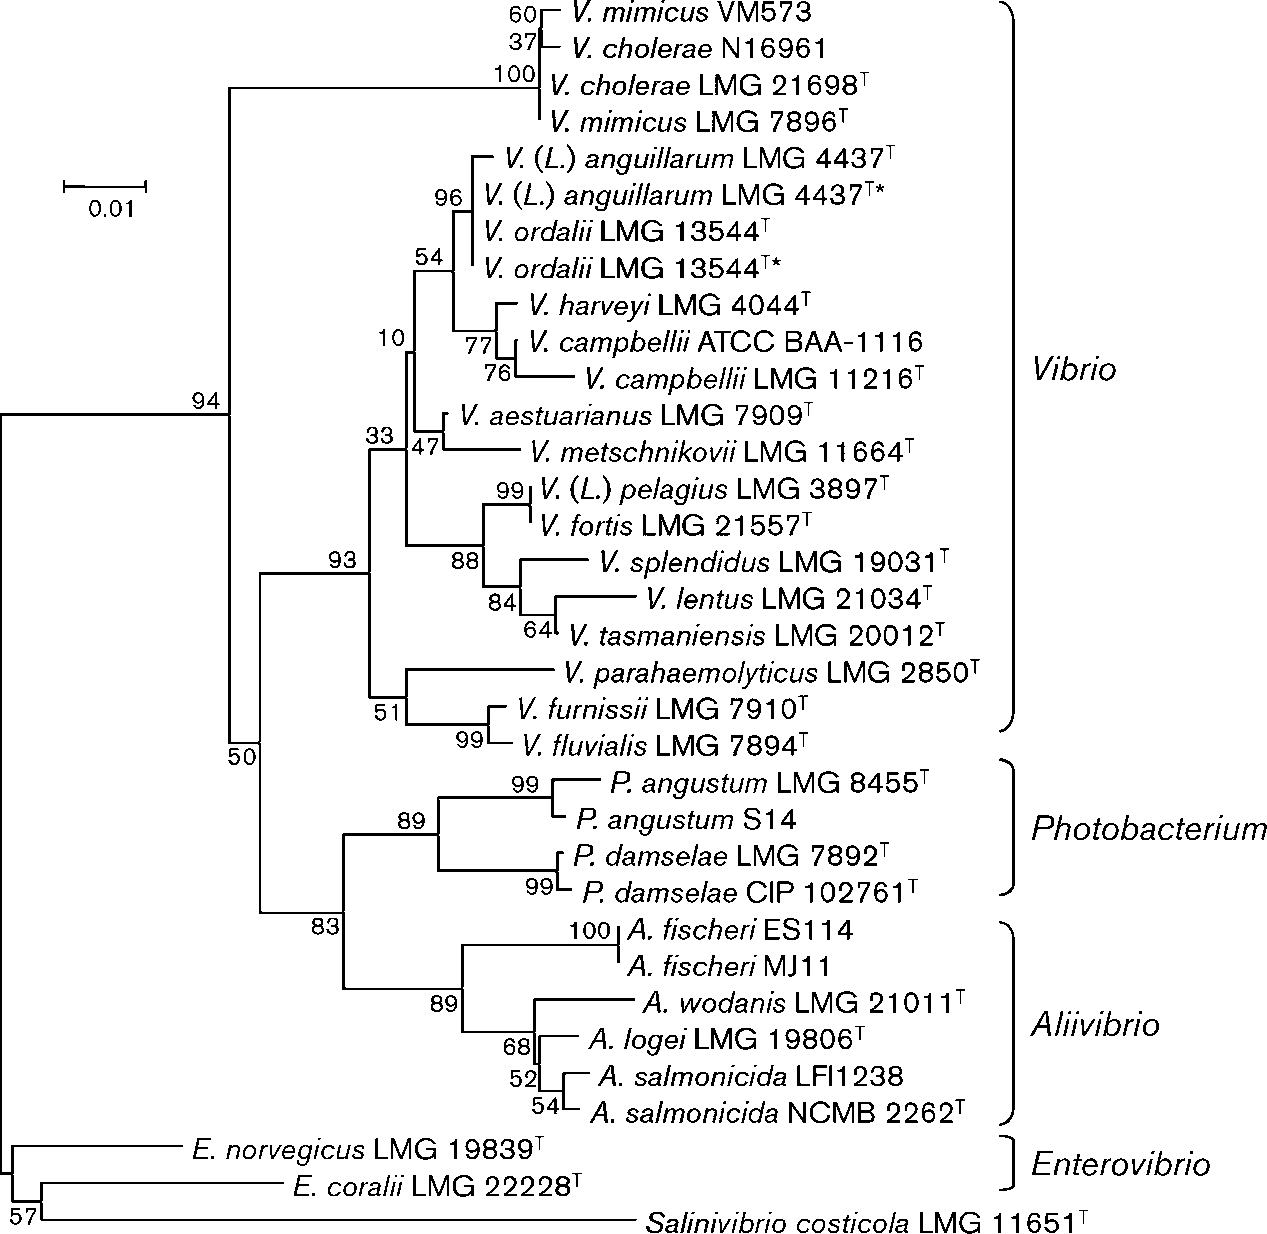 60
V. mimicus VM573
37
V. cholerae N16961
100
V. cholerae LMG 21698T
V. mimicus LMG 7896T
V. (L.) anguillarum LMG 4437T
0.01
96
V. (L.) anguillarum LMG 4437T*
V. ordalii LMG 13544T
54
V. ordalii LMG 13544T*
V. harveyi LMG 4044T
10
77
V. campbellii ATCC BAA-1116
76
V. campbellii LMG 11216T
Vibrio
94
V. aestuarianus LMG 7909T
33
47
V. metschnikovii LMG 11664T
99
V. (L.) pelagius LMG 3897T
V. fortis LMG 21557T
93
88
V. splendidus LMG 19031T
84
V. lentus LMG 21034T
64
V. tasmaniensis LMG 20012T
V. parahaemolyticus LMG 2850T
51
V. furnissii LMG 7910T
99
V. fluvialis LMG 7894T
50
99
P. angustum LMG 8455T
89
P. angustum S14
Photobacterium
P. damselae LMG 7892T
99
P. damselae CIP 102761T
83
100
A. fischeri ES114
A. fischeri MJ11
89
A. wodanis LMG 21011T
Aliivibrio
68
A. logei LMG 19806T
52
A. salmonicida LFI1238
54
A. salmonicida NCMB 2262T
E. norvegicus LMG 19839T
Enterovibrio
E. coralii LMG 22228T
57
Salinivibrio costicola LMG 11651T